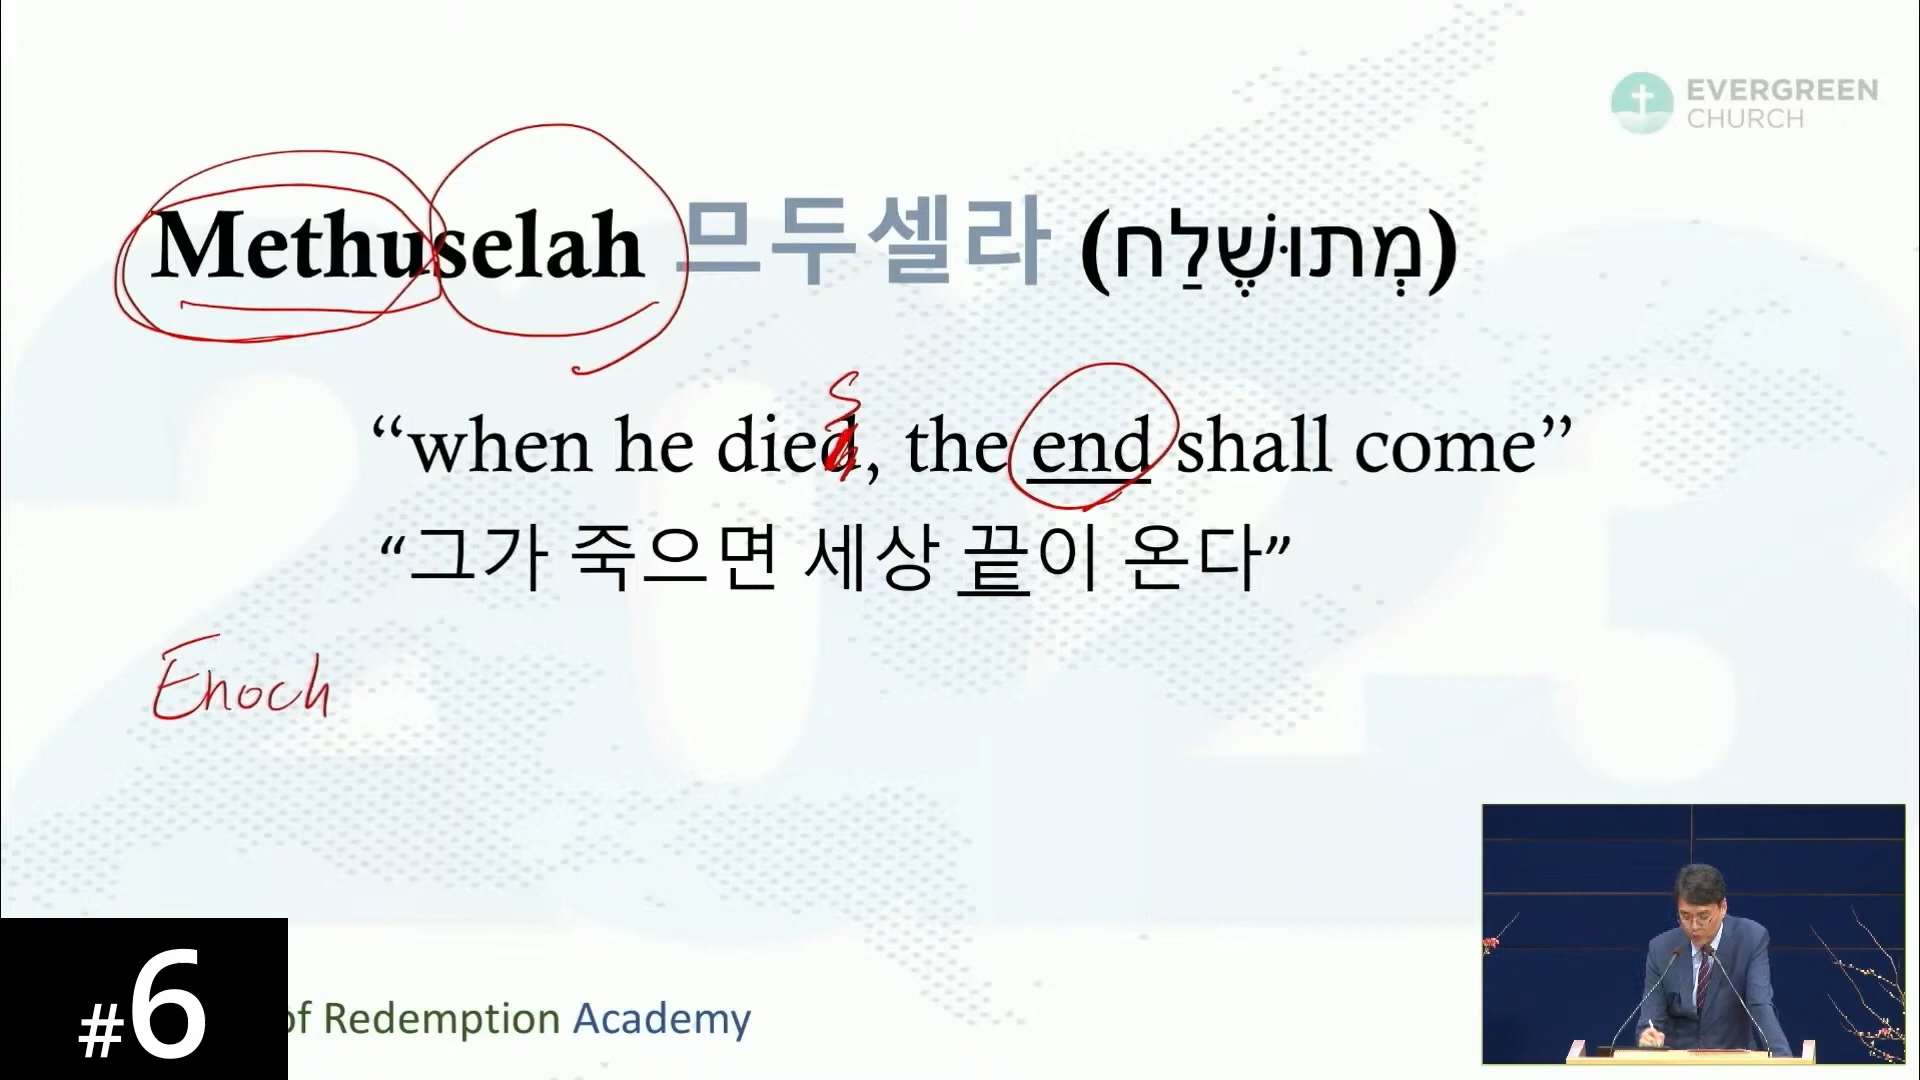 EVERGREEN
CHURCH
Methuselah 므두셀라 (מְתוּשֶׁלַח)
S
“when he died, the end shall come”
“그가 죽으면 세상 끝이 온다”
Enoch
#6
of Redemption Academy